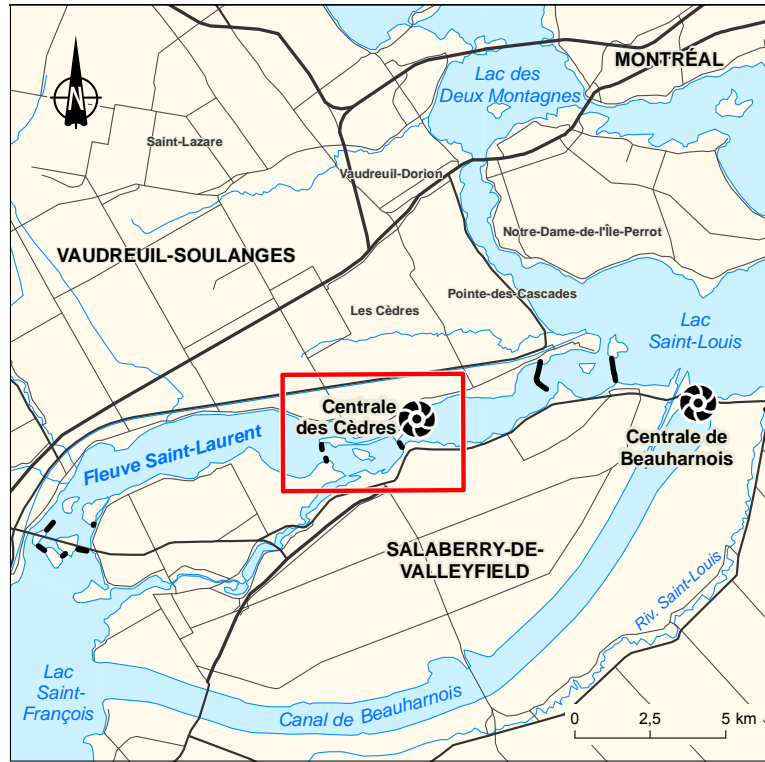 MONTRÉAL
Lac des
Deux Montagnes
N
Saint-Lazare
Vaudreuil-Dorion
Notre-Dame-de-l'Île-Perrot
VAUDREUIL-SOULANGES
Pointe-des-Cascades
Les Cèdres
Lac
Saint-Louis
Centrale
des Cèdres
Fleuve Saint-Laurent
Centrale de
Beauharnois
SALABERRY-DE-
VALLEYFIELD
Riv. Saint-Louis
Lac
Saint-
François
Canal de Beauharnois
0 2,5 5 km